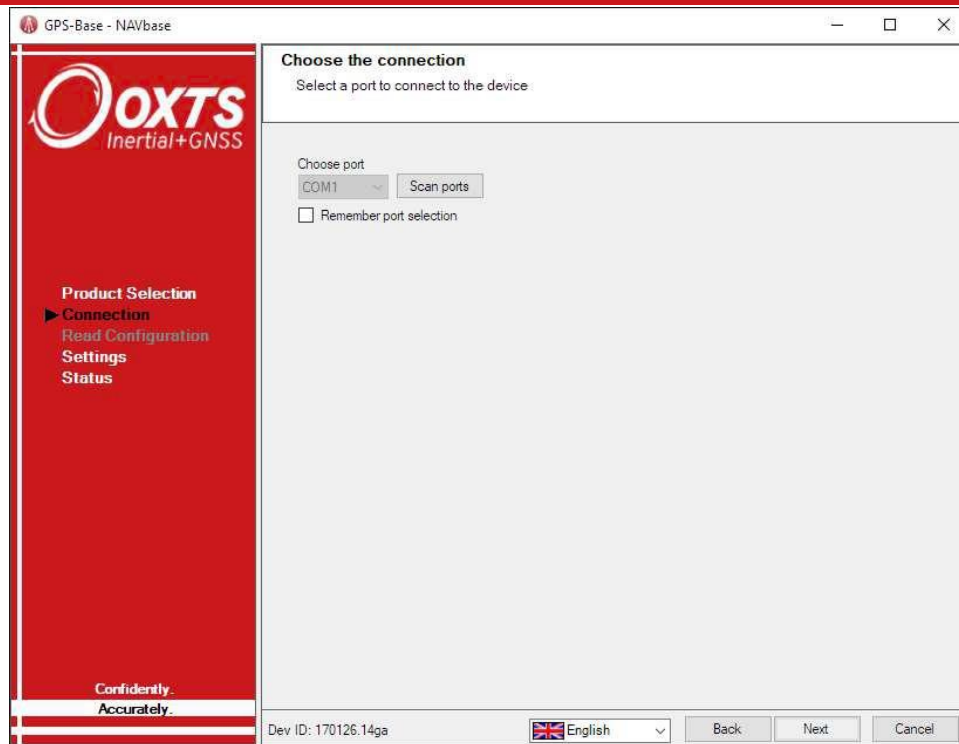 GPS-Base - NAVbase
OXTS
Inertial+GNSS
Product Selection
Connection
Read Configuration
Settings
Status
Confidently.
Accurately.
Choose the connection
Select a port to connect to the device
Choose port
COM1
Scan ports
Remember port selection
Dev ID: 170126.14ga
English
Back
Next
Cancel